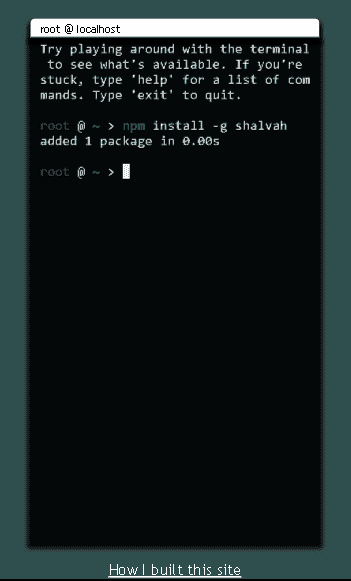 root @ localhost
Try playing around with the terminal
to see what's available. If you're
stuck, type 'help' for a list of com
mands. Type 'exit' to quit.
root @ ~ > npm install -g shalvah
added 1 package in 0.00s
root @ ~ >
How I built this site